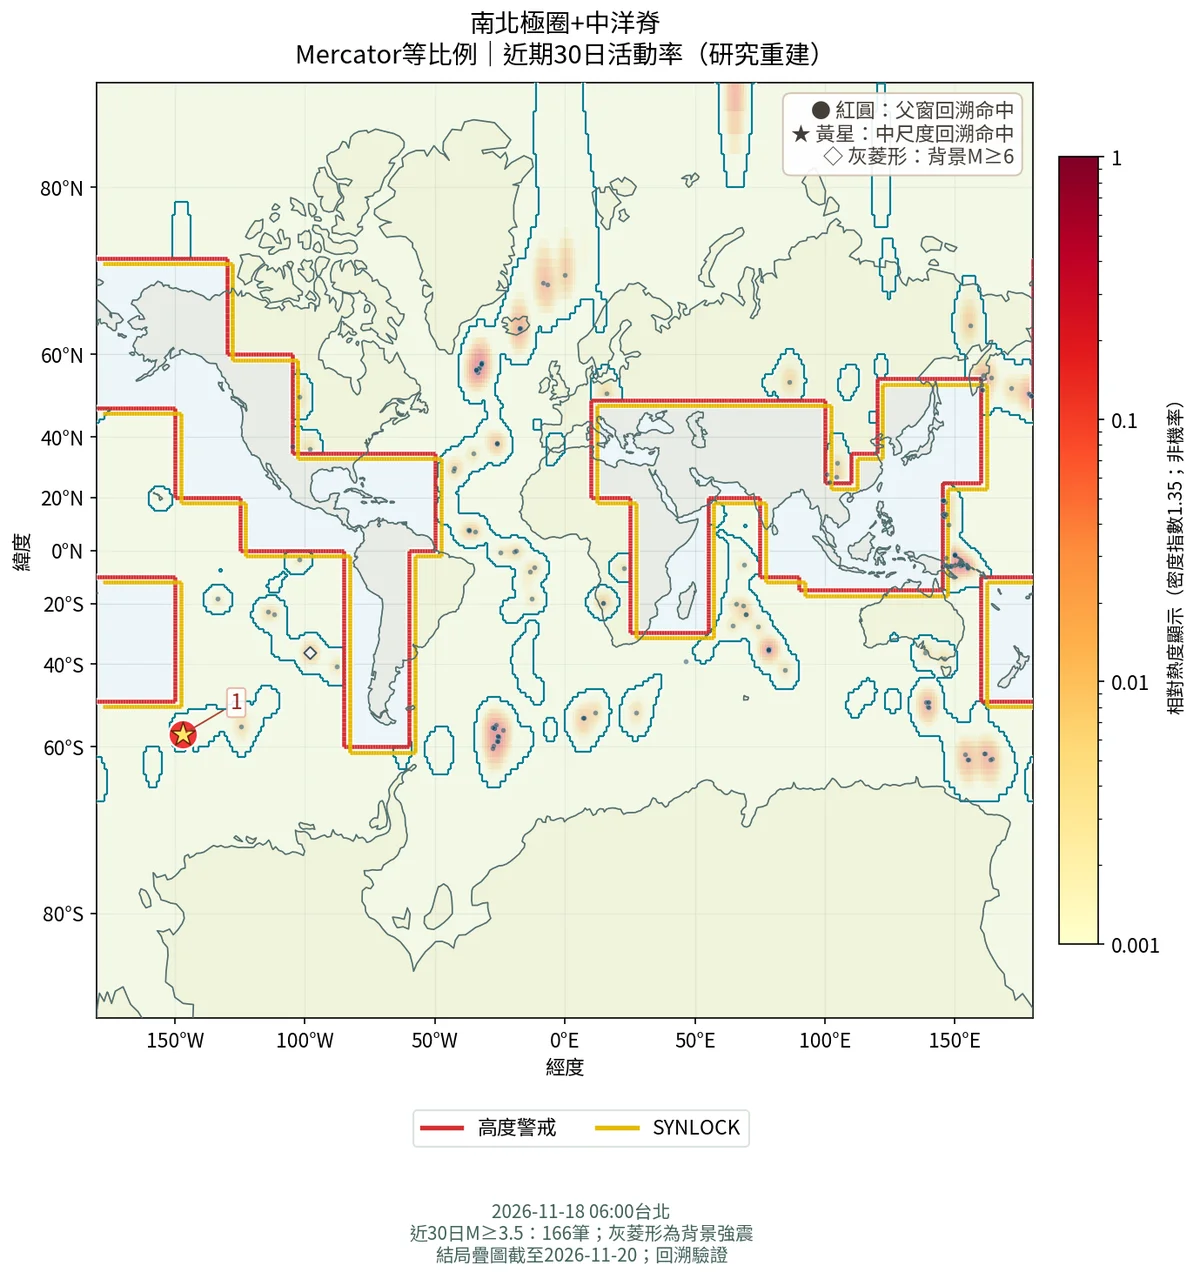 南北極圈+中洋脊
Mercator等比例｜近期30日活動率（研究重建）
● 紅圓：父窗回溯命中
★ 黃星：中尺度回溯命中
◇ 灰菱形：背景M≥6
80°N
60°N
40°N
20°N
0°N
20°S
40°S
60°S
80°S
緯度
1
150°W
100°W
50°W
0°E
50°E
100°E
150°E
經度
1
0.1
0.01
0.001
相對熱度顯示（密度指數1.35；非機率）
高度警戒
SYNLOCK
2026-11-18 06:00台北
近30日M≥3.5：166筆；灰菱形為背景強震
結局疊圖截至2026-11-20；回溯驗證